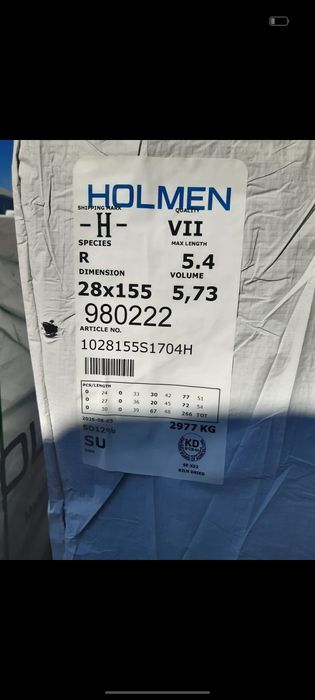 HOLMEN
SHIPPING MARK QUALITY
-H- VII
SPECIES MAX LENGTH
R 5.4
DIMENSION VOLUME
28x155 5,73
980222
ARTICLE NO.
1028155S1704H
PCS/LENGTH
0 24 0 33 30 42 77 51
0 27 0 36 20 45 72 54
0 30 0 39 67 48 266 TOT
2977 KG
SD12%
SU
KD
KILN DRIED